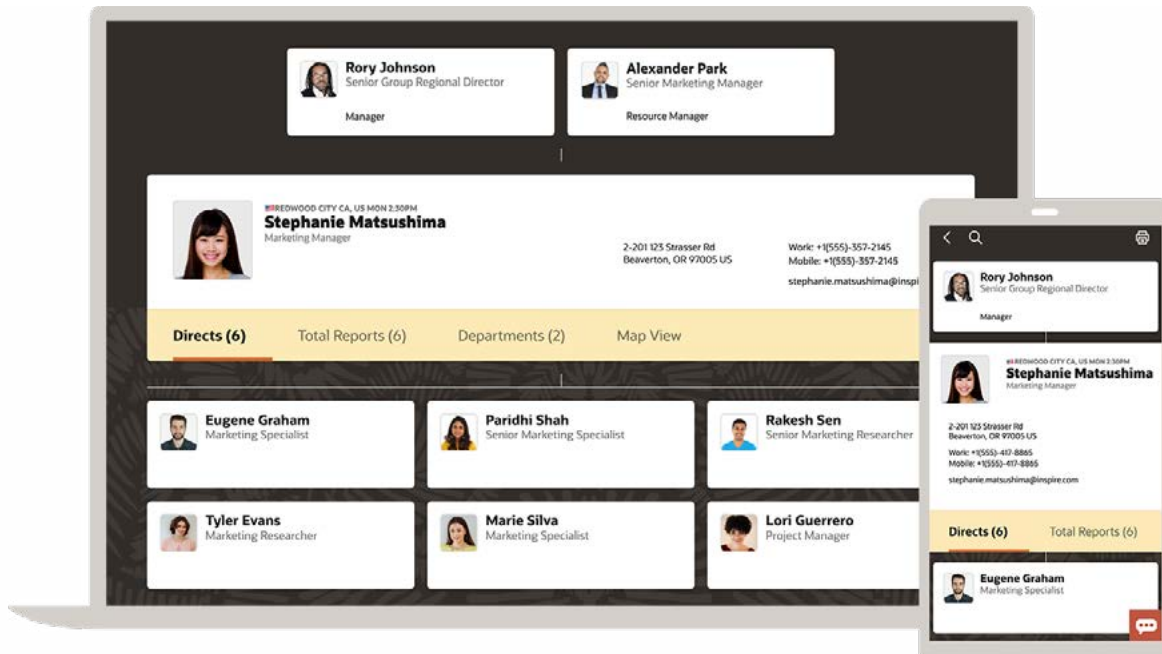 Rory Johnson
Senior Group Regional Director
Manager
Alexander Park
Senior Marketing Manager
Resource Manager
REDWOOD CITY CA, US MON 2:30PM
Stephanie Matsushima
Marketing Manager
2-201 123 Strasser Rd
Beaverton, OR 97005 US
Work: +1(555)-357-2145
Mobile: +1(555)-357-2145
stephanie.matsushima@inspi
Directs (6)
Total Reports (6)
Departments (2)
Map View
Eugene Graham
Marketing Specialist
Paridhi Shah
Senior Marketing Specialist
Rakesh Sen
Senior Marketing Researcher
Tyler Evans
Marketing Researcher
Marie Silva
Marketing Specialist
Lori Guerrero
Project Manager
Rory Johnson
Senior Group Regional Director
Manager
REDWOOD CITY CA, US MON 2:30PM
Stephanie Matsushima
Marketing Manager
2-201 123 Strasser Rd
Beaverton, OR 97005 US
Work: +1(555)-417-8865
Mobile: +1(555)-417-8865
stephanie.matsushima@inspire.com
Directs (6)
Total Reports (6)
Eugene Graham
Marketing Specialist